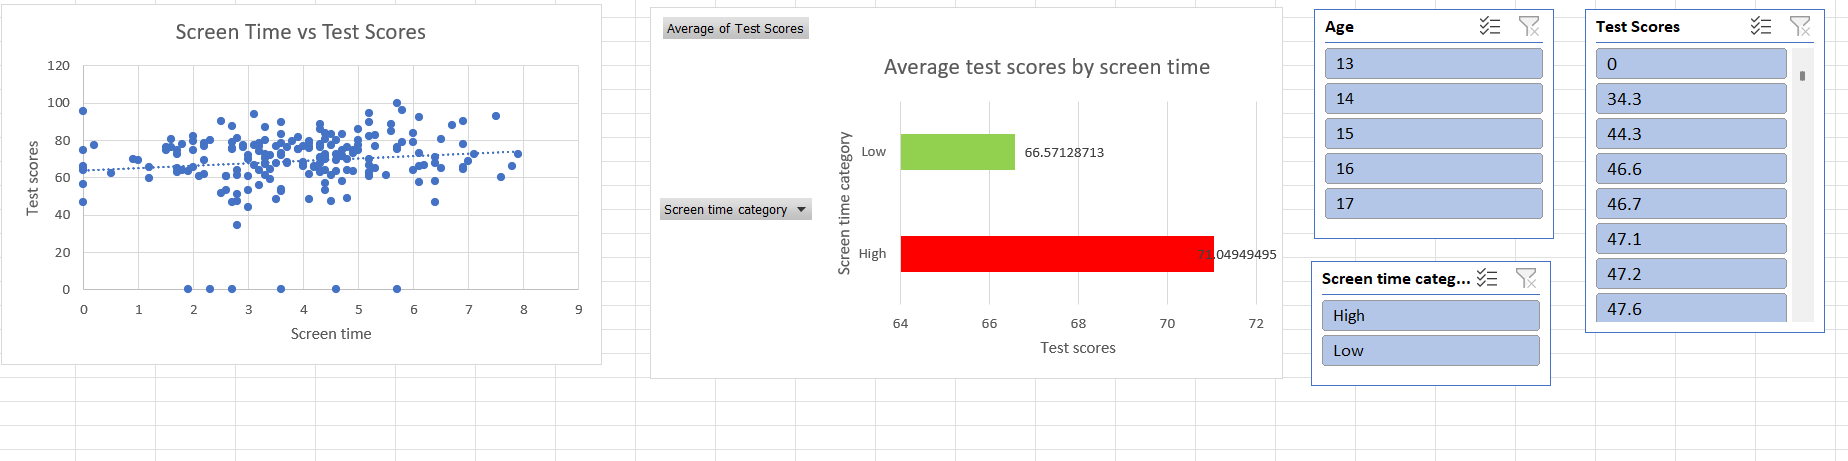 Screen Time vs Test Scores
120
100
80
60
40
20
0
Test scores
0 1 2 3 4 5 6 7 8 9
Screen time
Average of Test Scores
Average test scores by screen time
Screen time category
Screen time category
Low
66.57128713
High
71.04949495
64 66 68 70 72
Test scores
Age
13
14
15
16
17
Screen time categ...
High
Low
Test Scores
0
34.3
44.3
46.6
46.7
47.1
47.2
47.6